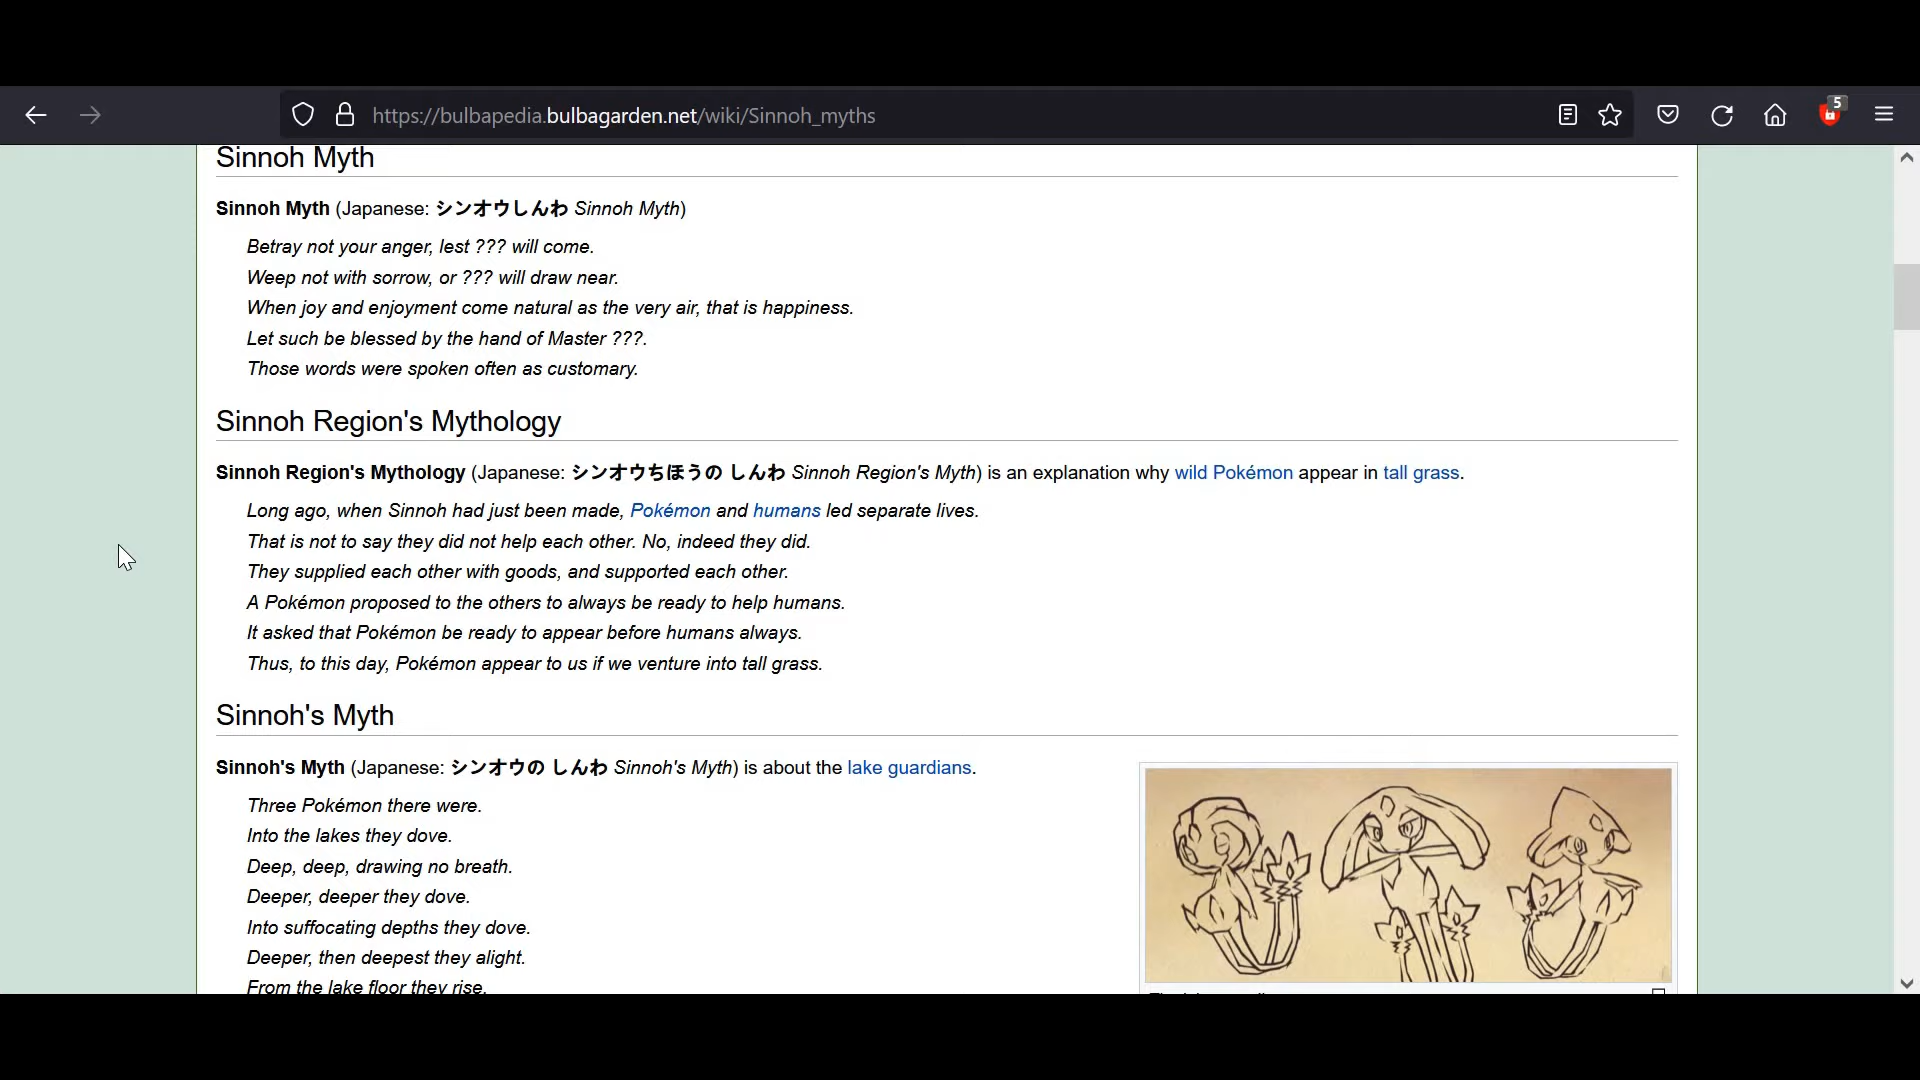 5
https://bulbapedia.bulbagarden.net/wiki/Sinnoh_myths
Sinnoh Myth
Sinnoh Myth (Japanese: シンオウしんわ Sinnoh Myth)
Betray not your anger, lest ??? will come.
Weep not with sorrow, or ??? will draw near.
When joy and enjoyment come natural as the very air, that is happiness.
Let such be blessed by the hand of Master ???.
Those words were spoken often as customary.
Sinnoh Region's Mythology
Sinnoh Region's Mythology (Japanese: シンオウちほうの しんわ Sinnoh Region's Myth) is an explanation why wild Pokémon appear in tall grass.
Long ago, when Sinnoh had just been made, Pokémon and humans led separate lives.
That is not to say they did not help each other. No, indeed they did.
They supplied each other with goods, and supported each other.
A Pokémon proposed to the others to always be ready to help humans.
It asked that Pokémon be ready to appear before humans always.
Thus, to this day, Pokémon appear to us if we venture into tall grass.
Sinnoh's Myth
Sinnoh's Myth (Japanese: シンオウの しんわ Sinnoh's Myth) is about the lake guardians.
Three Pokémon there were.
Into the lakes they dove.
Deep, deep, drawing no breath.
Deeper, deeper they dove.
Into suffocating depths they dove.
Deeper, then deepest they alight.
From the lake floor they rise,